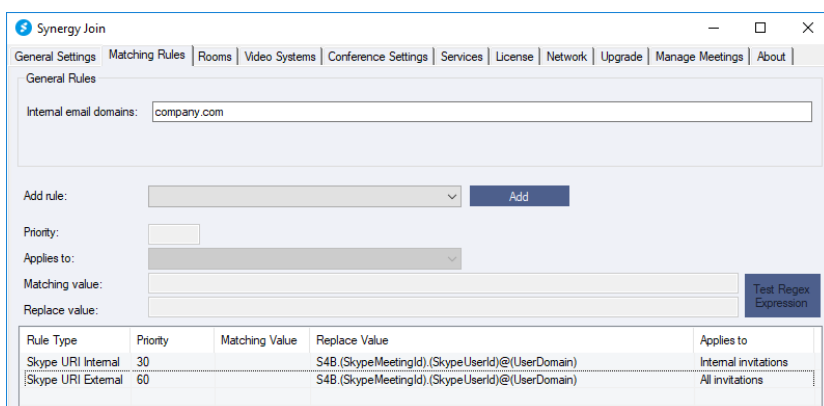 Synergy Join
General Settings Matching Rules Rooms Video Systems Conference Settings Services License Network Upgrade Manage Meetings About
General Rules
Internal email domains: company.com
Add rule: Add
Priority:
Applies to:
Matching value:
Test Regex
Expression
Replace value:
Rule Type Priority Matching Value Replace Value Applies to
Skype URI Internal 30 S4B.(SkypeMeetingId).(SkypeUserId)@(UserDomain) Internal invitations
Skype URI External 60 S4B.(SkypeMeetingId).(SkypeUserId)@(UserDomain) All invitations